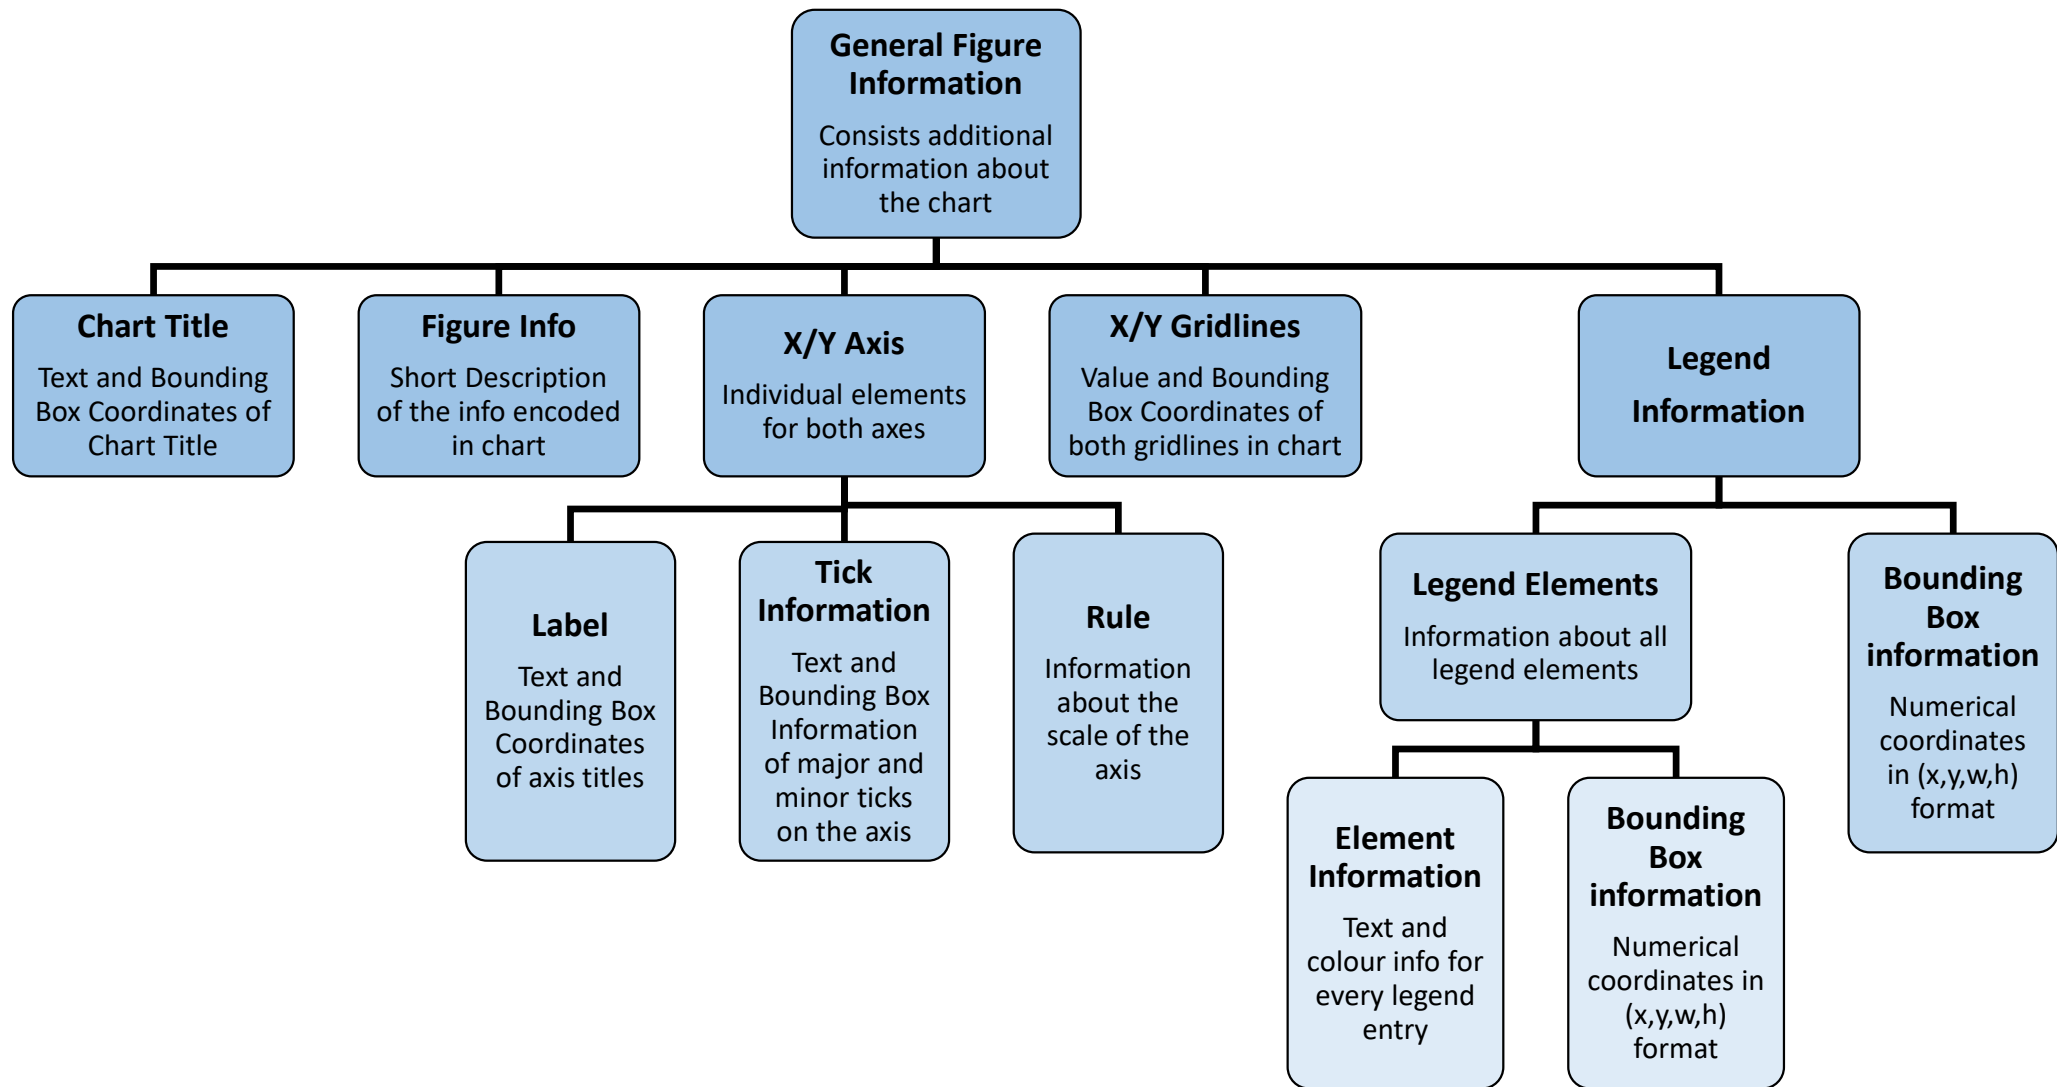 General Figure
Information
Consists additional
information about
the chart
Chart Title
Text and Bounding
Box Coordinates of
Chart Title
Figure Info
Short Description
of the info encoded
in chart
X/Y Axis
Individual elements
for both axes
X/Y Gridlines
Value and Bounding
Box Coordinates of
both gridlines in chart
Legend
Information
Label
Text and
Bounding Box
Coordinates
of axis titles
Tick
Information
Text and
Bounding Box
Information
of major and
minor ticks
on the axis
Rule
Information
about the
scale of the
axis
Legend Elements
Information about all
legend elements
Bounding
Box
information
Numerical
coordinates
in (x,y,w,h)
format
Element
Information
Text and
colour info for
every legend
entry
Bounding
Box
information
Numerical
coordinates in
(x,y,w,h)
format